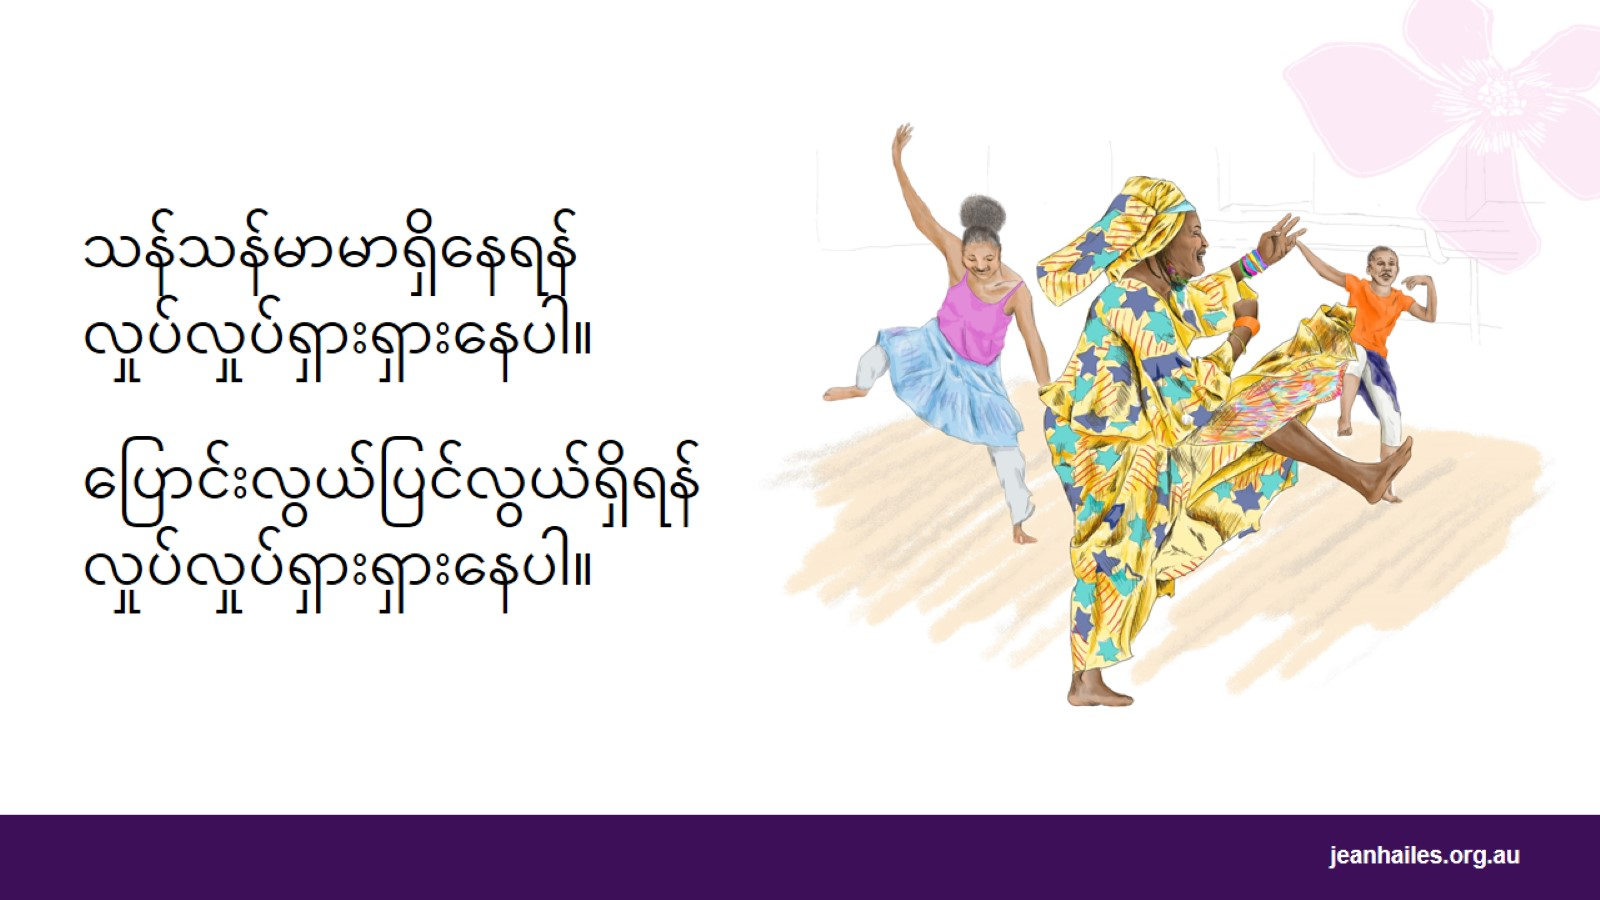 သန်သန်မာမာရှိနေရန်
လှုပ်လှုပ်ရှားရှားနေပါ။
ပြောင်းလွယ်ပြင်လွယ်ရှိရန်
လှုပ်လှုပ်ရှားရှားနေပါ။
jeanhailes.org.au